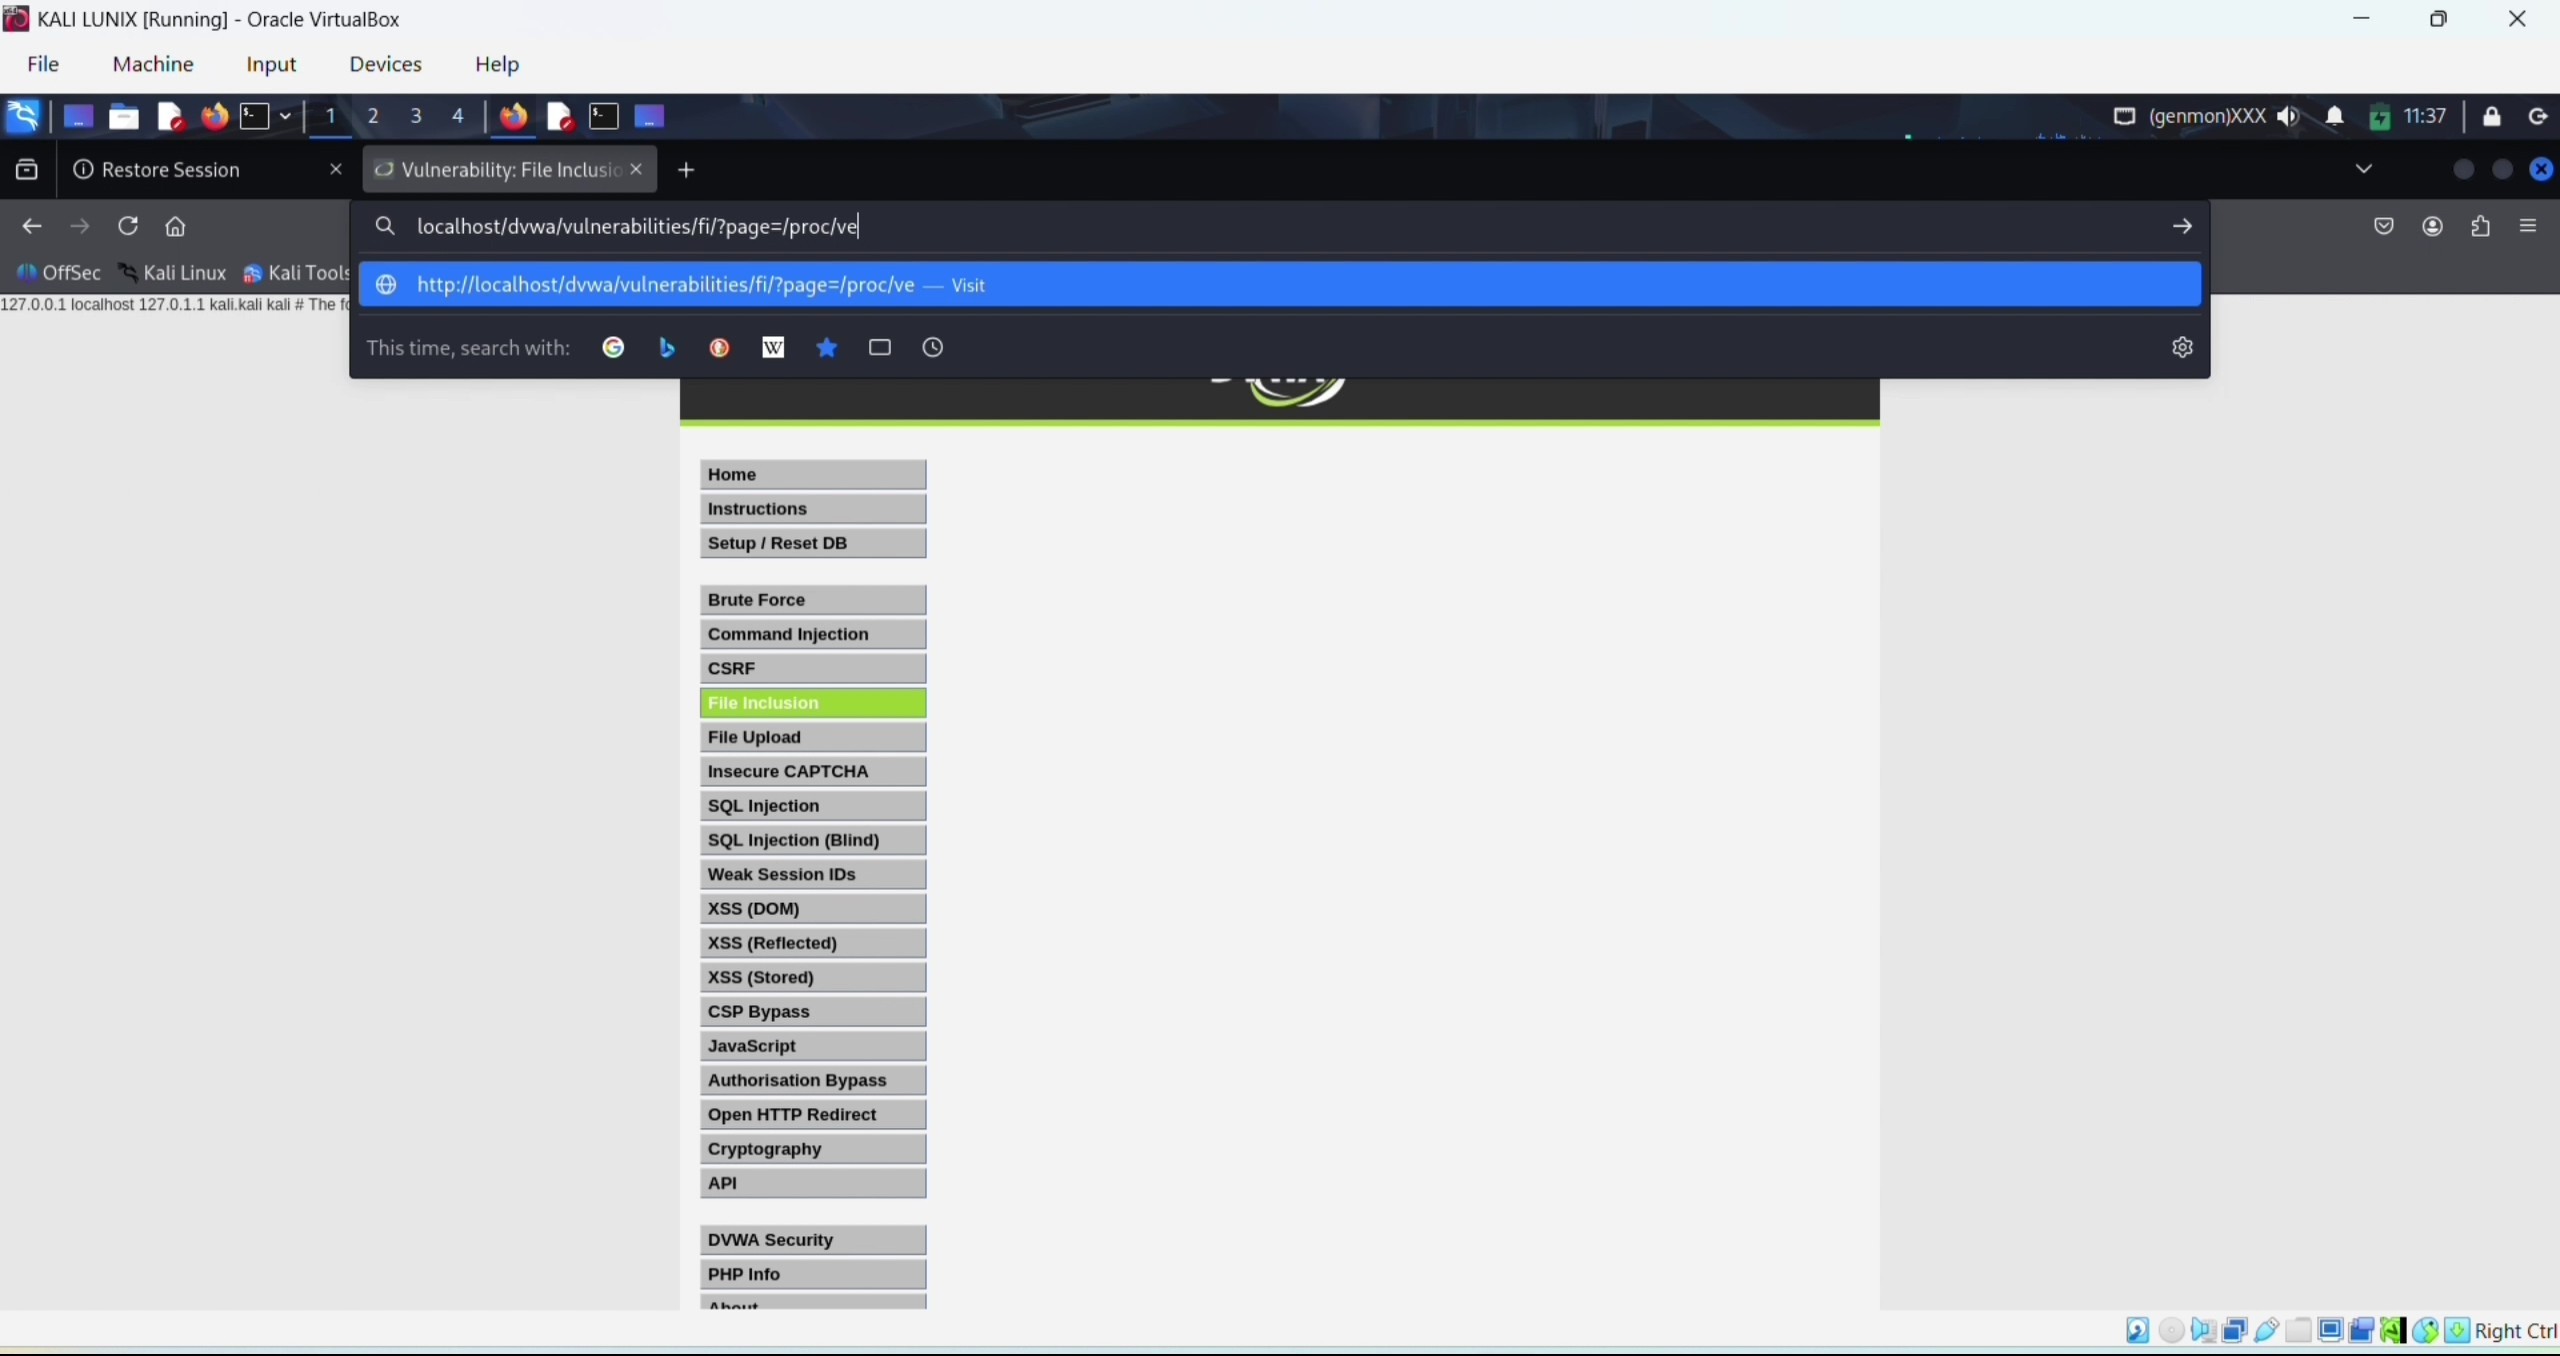 KALI LUNIX [Running] - Oracle VirtualBox
File Machine Input Devices Help
1 2 3 4 (genmon)XXX 11:37
Restore Session Vulnerability: File Inclusio
localhost/dvwa/vulnerabilities/fi/?page=/proc/ve
OffSec Kali Linux Kali Tools
http://localhost/dvwa/vulnerabilities/fi/?page=/proc/ve — Visit
127.0.0.1 localhost 127.0.1.1 kali.kali kali # The fo
This time, search with:
Home
Instructions
Setup / Reset DB
Brute Force
Command Injection
CSRF
File Inclusion
File Upload
Insecure CAPTCHA
SQL Injection
SQL Injection (Blind)
Weak Session IDs
XSS (DOM)
XSS (Reflected)
XSS (Stored)
CSP Bypass
JavaScript
Authorisation Bypass
Open HTTP Redirect
Cryptography
API
DVWA Security
PHP Info
About
Right Ctrl